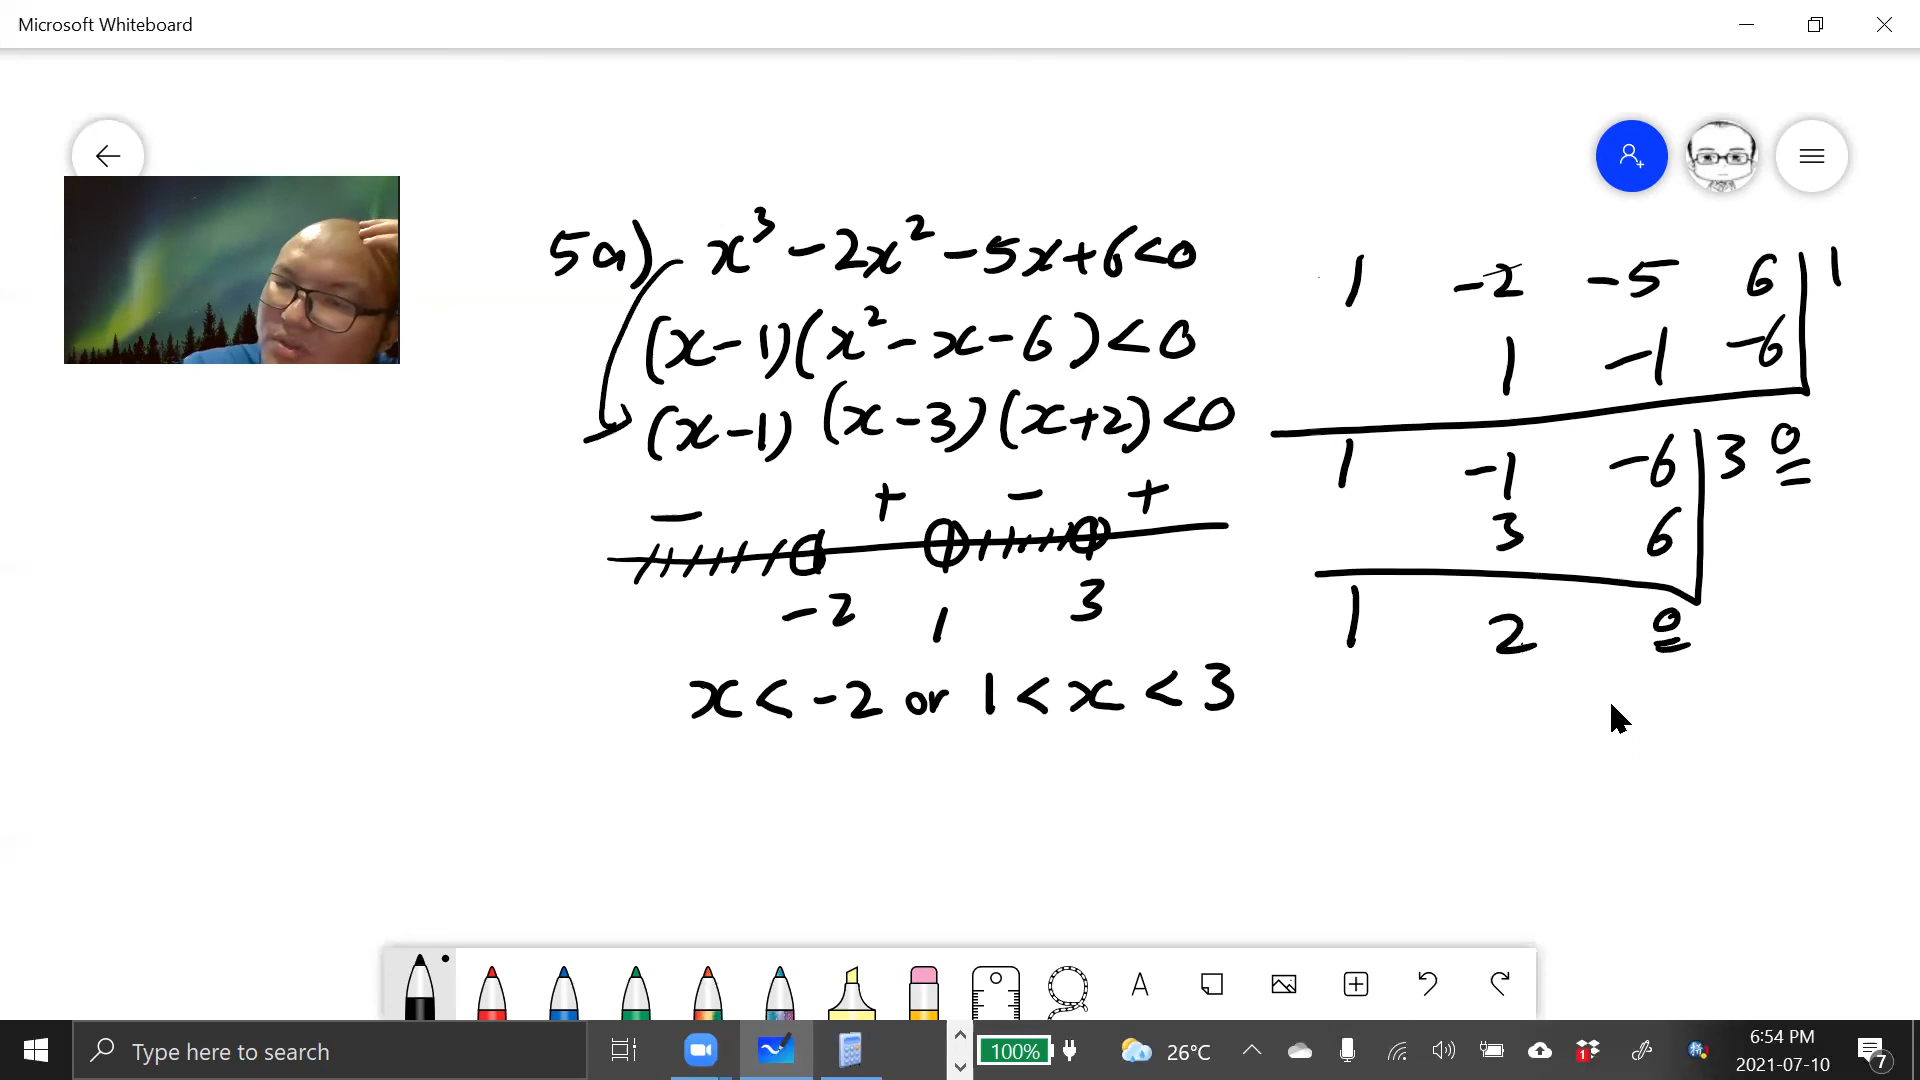 Microsoft Whiteboard
5a) x³ - 2x² - 5x + 6 < 0
(x - 1)(x² - x - 6) < 0
(x - 1) (x - 3)(x + 2) < 0
- + - +
-2 1 3
x < -2 or 1 < x < 3
1 -2 -5 6 1
1 -1 -6
1 -1 -6 3 0
3 6
1 2 0
A
Type here to search
100%
26°C
1
6:54 PM
2021-07-10
7